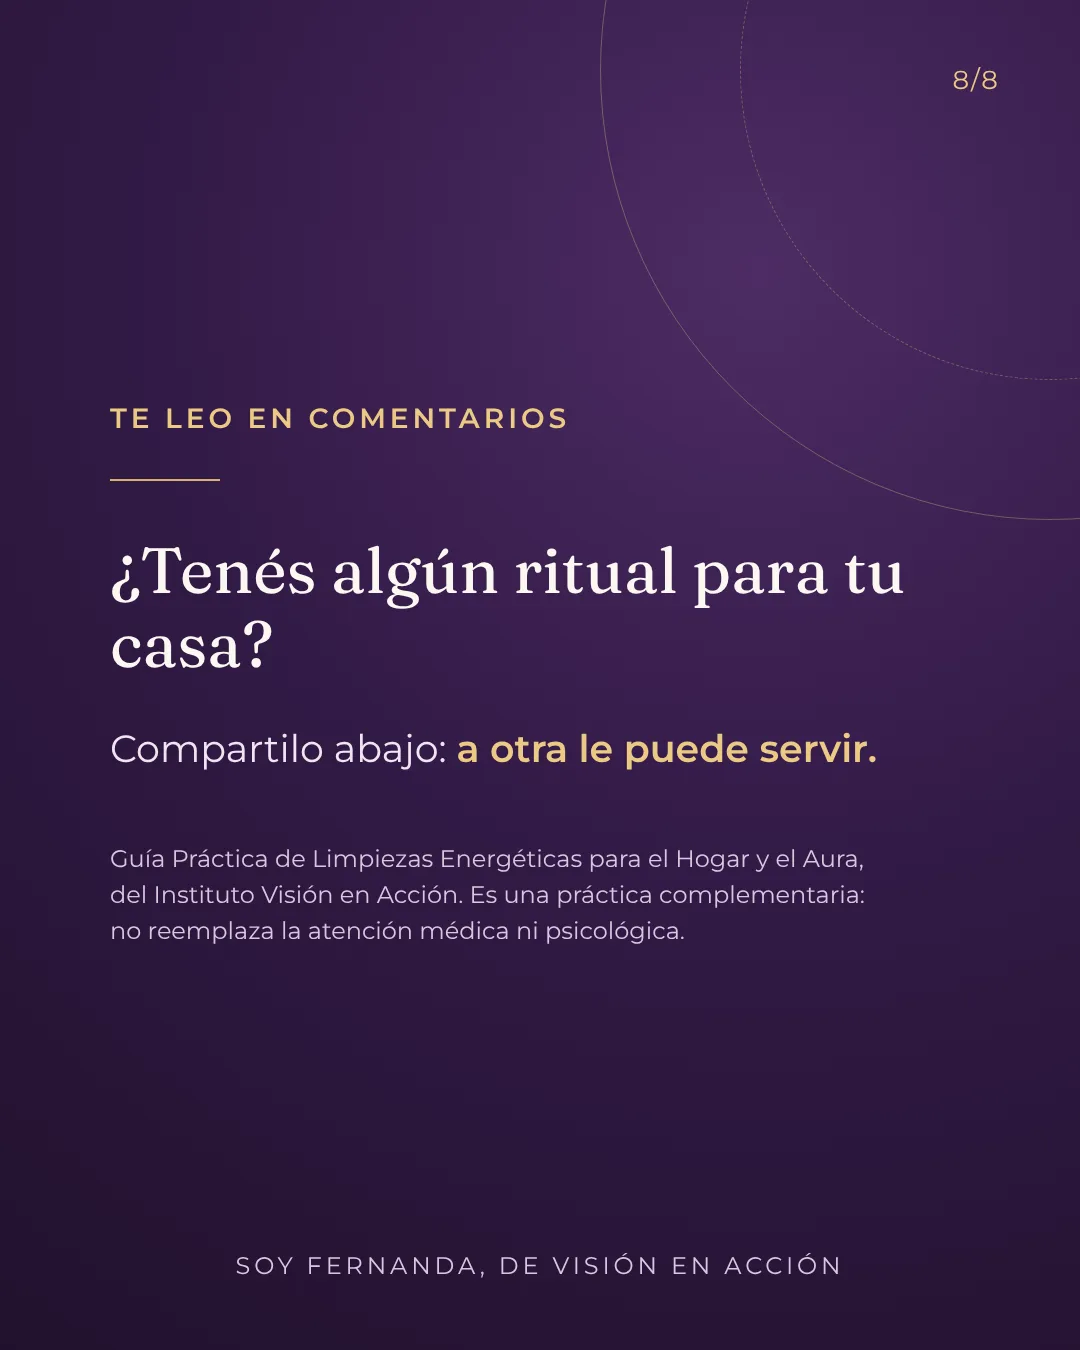 8/8
TE LEO EN COMENTARIOS
¿Tenés algún ritual para tu
casa?
Compartilo abajo: a otra le puede servir.
Guía Práctica de Limpiezas Energéticas para el Hogar y el Aura,
del Instituto Visión en Acción. Es una práctica complementaria:
no reemplaza la atención médica ni psicológica.
SOY FERNANDA, DE VISIÓN EN ACCIÓN